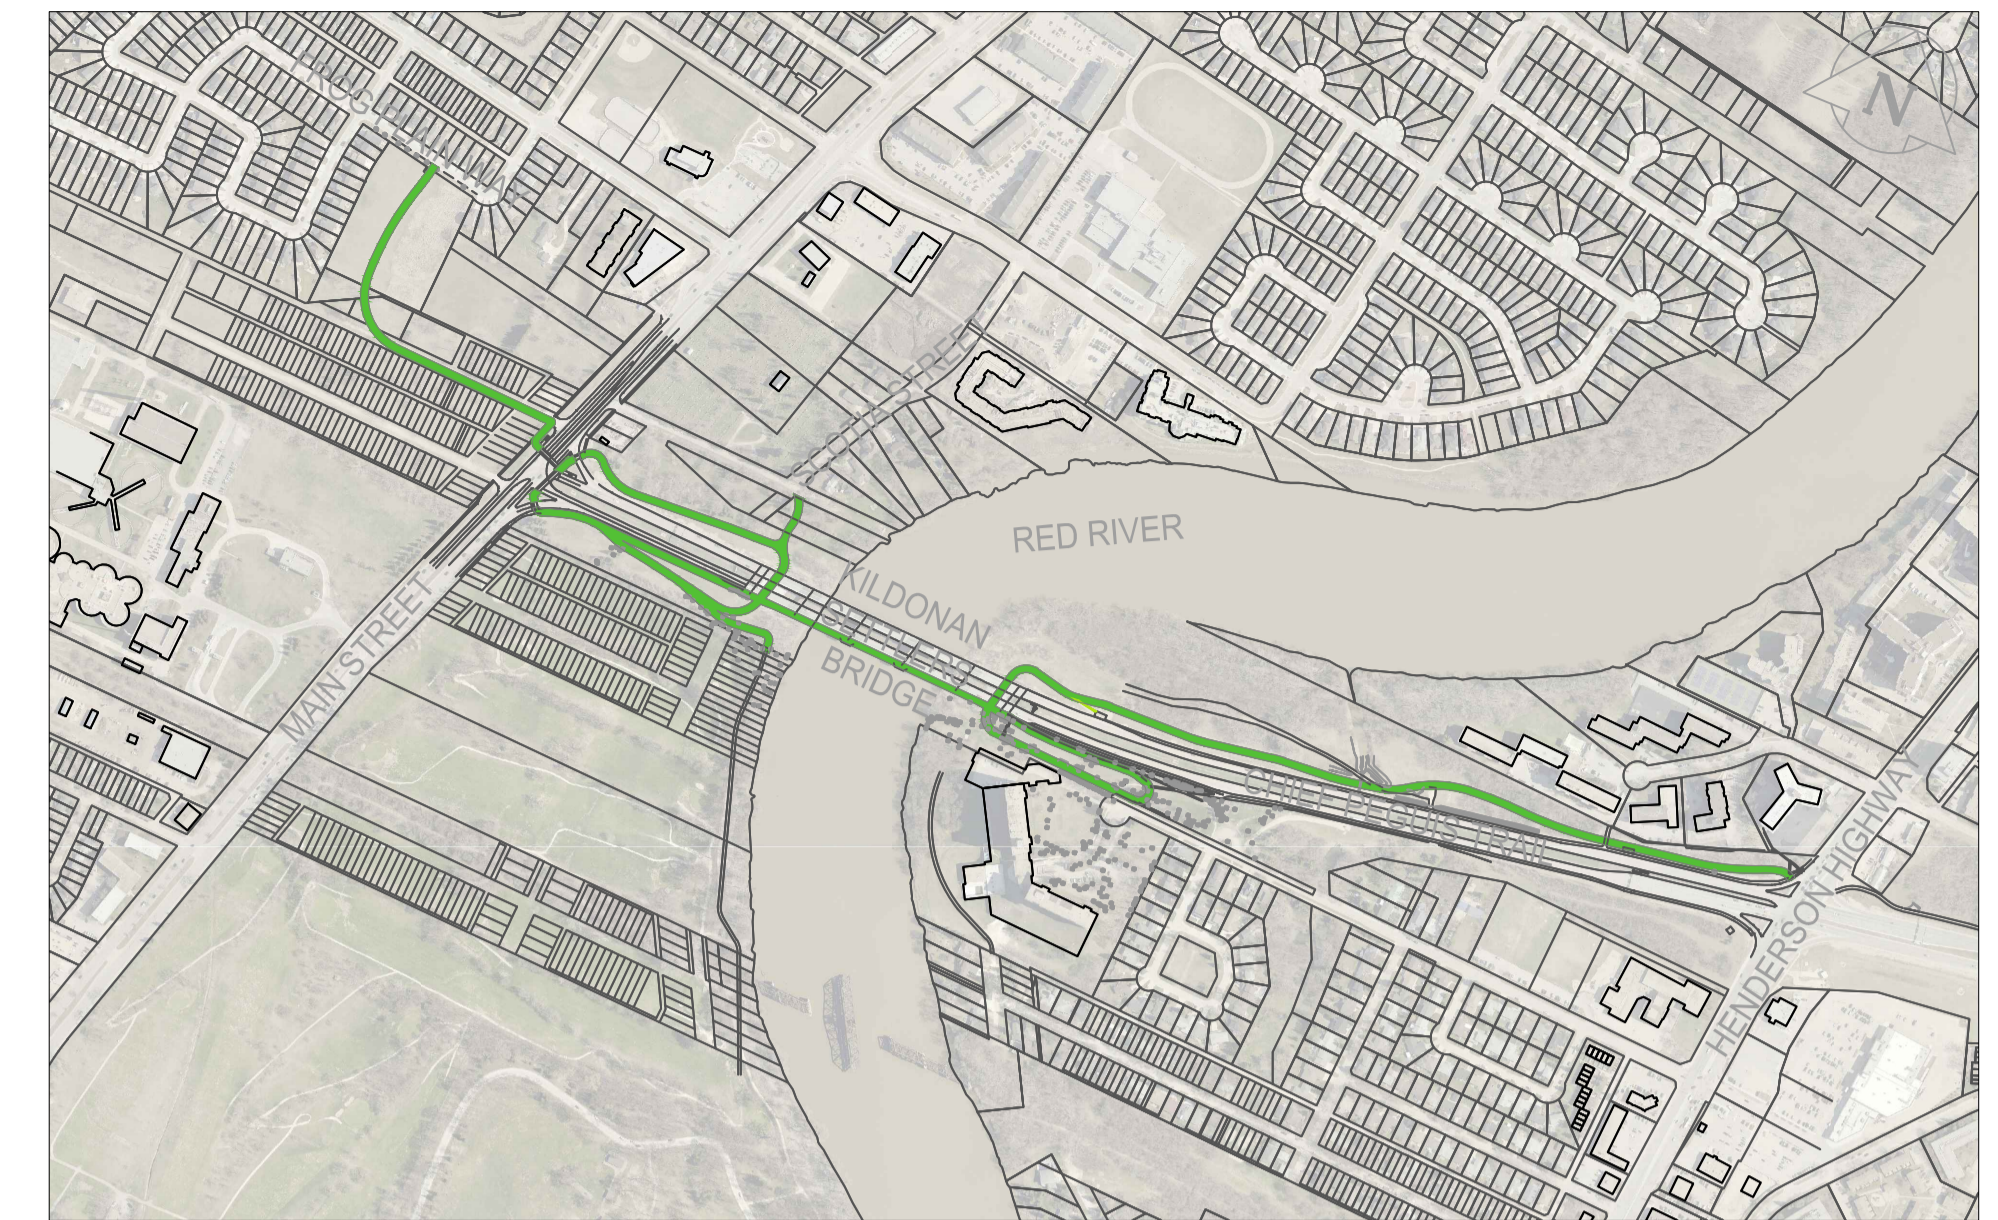 FROG PLAIN WAY
N
SCOTIA STREET
RED RIVER
KILDONAN
SETTLERS
BRIDGE
MAIN STREET
CHIEF PEGUIS TRAIL
HENDERSON HIGHWAY